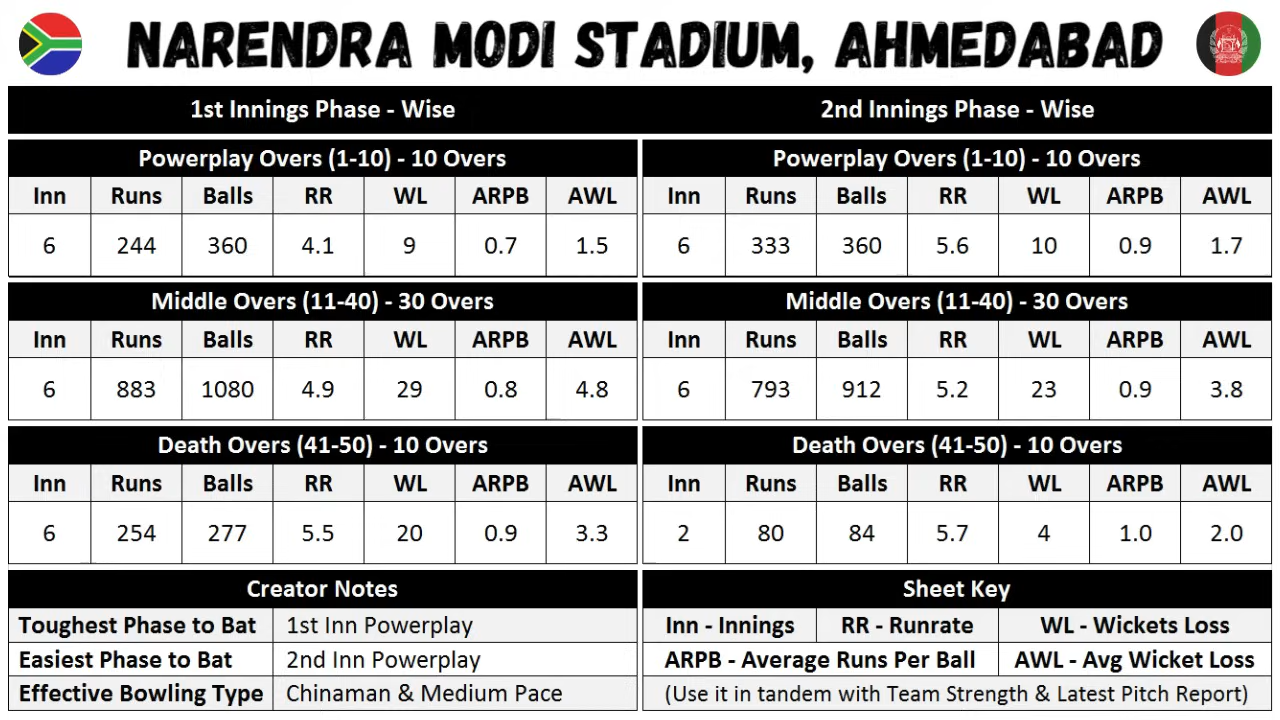 NARENDRA MODI STADIUM, AHMEDABAD
1st Innings Phase - Wise
Powerplay Overs (1-10) - 10 Overs
Inn Runs Balls RR WL ARPB AWL
6 244 360 4.1 9 0.7 1.5
Middle Overs (11-40) - 30 Overs
Inn Runs Balls RR WL ARPB AWL
6 883 1080 4.9 29 0.8 4.8
Death Overs (41-50) - 10 Overs
Inn Runs Balls RR WL ARPB AWL
6 254 277 5.5 20 0.9 3.3
Creator Notes
Toughest Phase to Bat 1st Inn Powerplay
Easiest Phase to Bat 2nd Inn Powerplay
Effective Bowling Type Chinaman & Medium Pace
2nd Innings Phase - Wise
Powerplay Overs (1-10) - 10 Overs
Inn Runs Balls RR WL ARPB AWL
6 333 360 5.6 10 0.9 1.7
Middle Overs (11-40) - 30 Overs
Inn Runs Balls RR WL ARPB AWL
6 793 912 5.2 23 0.9 3.8
Death Overs (41-50) - 10 Overs
Inn Runs Balls RR WL ARPB AWL
2 80 84 5.7 4 1.0 2.0
Sheet Key
Inn - Innings RR - Runrate WL - Wickets Loss
ARPB - Average Runs Per Ball AWL - Avg Wicket Loss
(Use it in tandem with Team Strength & Latest Pitch Report)